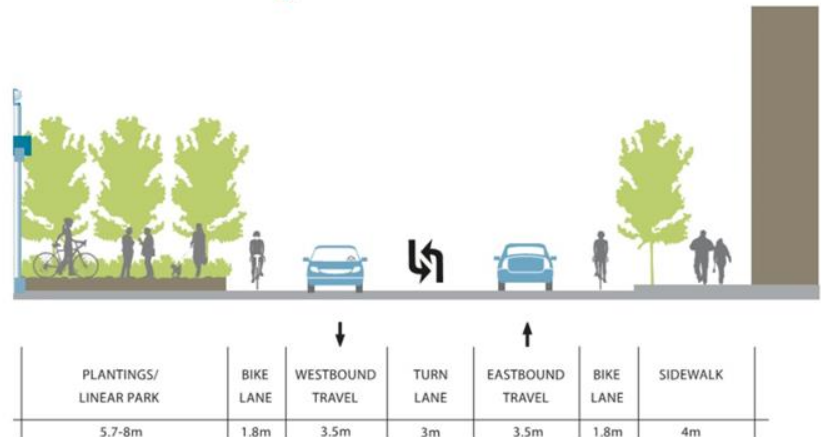 PLANTINGS/
LINEAR PARK
BIKE
LANE
WESTBOUND
TRAVEL
TURN
LANE
EASTBOUND
TRAVEL
BIKE
LANE
SIDEWALK
5.7-8m
1.8m
3.5m
3m
3.5m
1.8m
4m